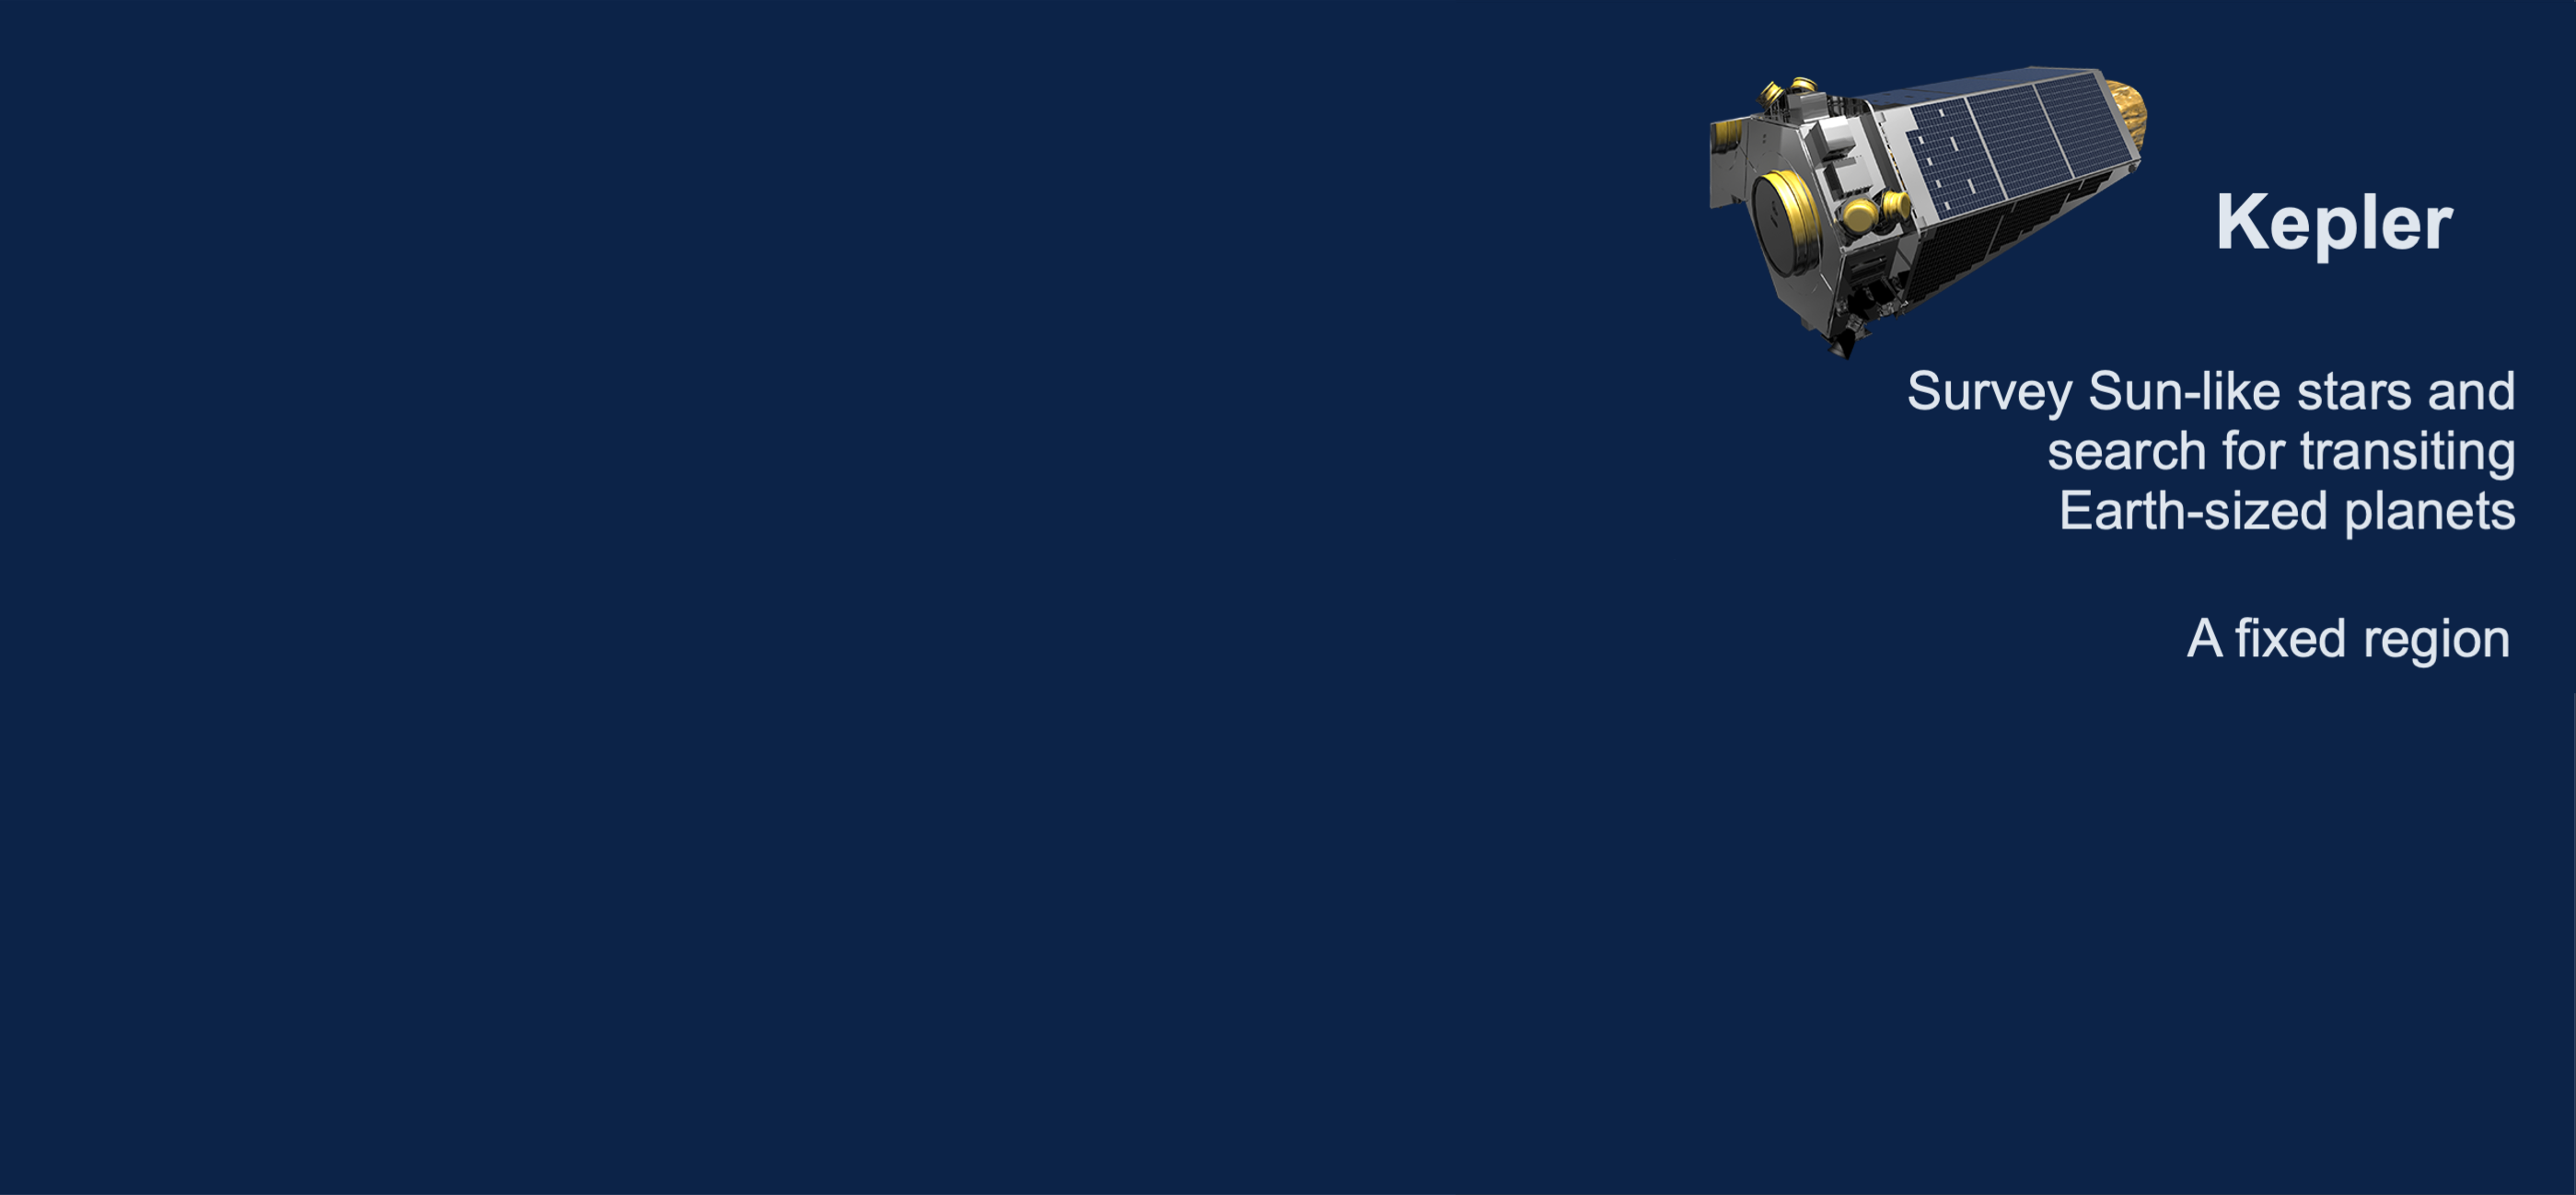 Kepler
Survey Sun-like stars and
search for transiting
Earth-sized planets
A fixed region